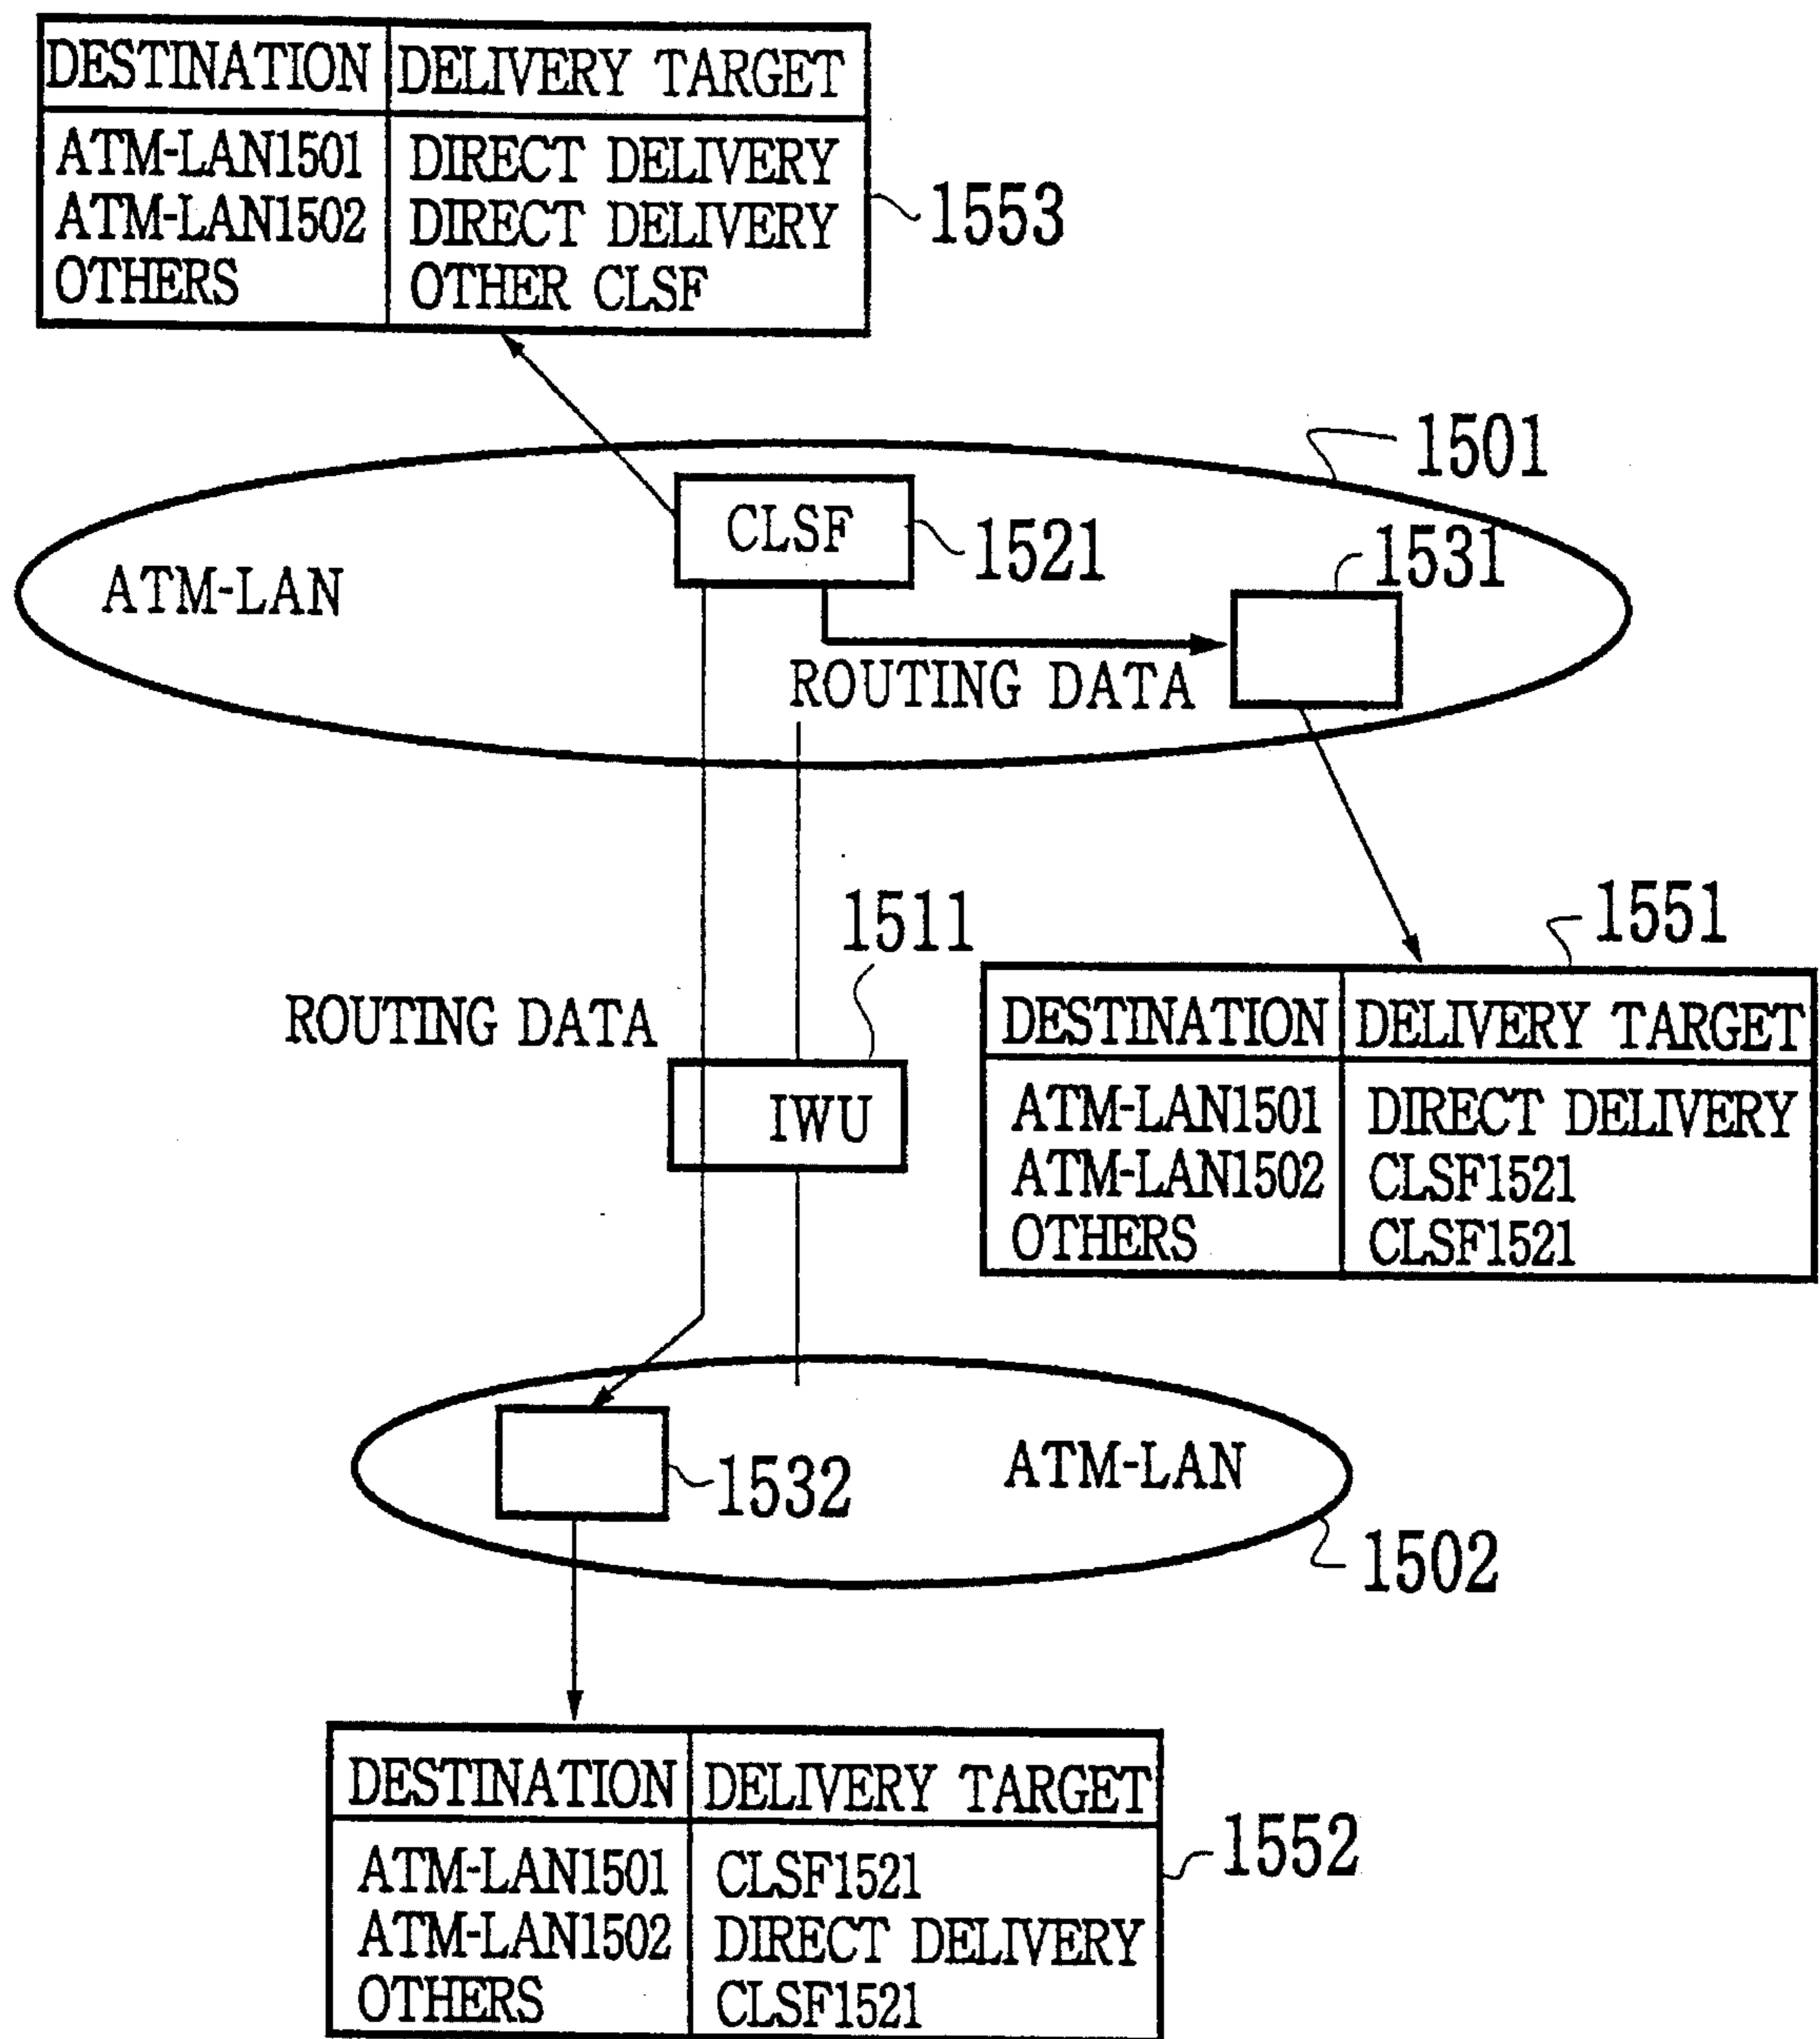 DESTINATION DELIVERY TARGET
ATM-LAN1501 DIRECT DELIVERY
ATM-LAN1502 DIRECT DELIVERY
OTHERS OTHER CLSF
1553
1501
CLSF
1521
1531
ATM-LAN
ROUTING DATA
1511
1551
ROUTING DATA
IWU
DESTINATION DELIVERY TARGET
ATM-LAN1501 DIRECT DELIVERY
ATM-LAN1502 CLSF1521
OTHERS CLSF1521
1532
ATM-LAN
1502
DESTINATION DELIVERY TARGET
ATM-LAN1501 CLSF1521
ATM-LAN1502 DIRECT DELIVERY
OTHERS CLSF1521
1552